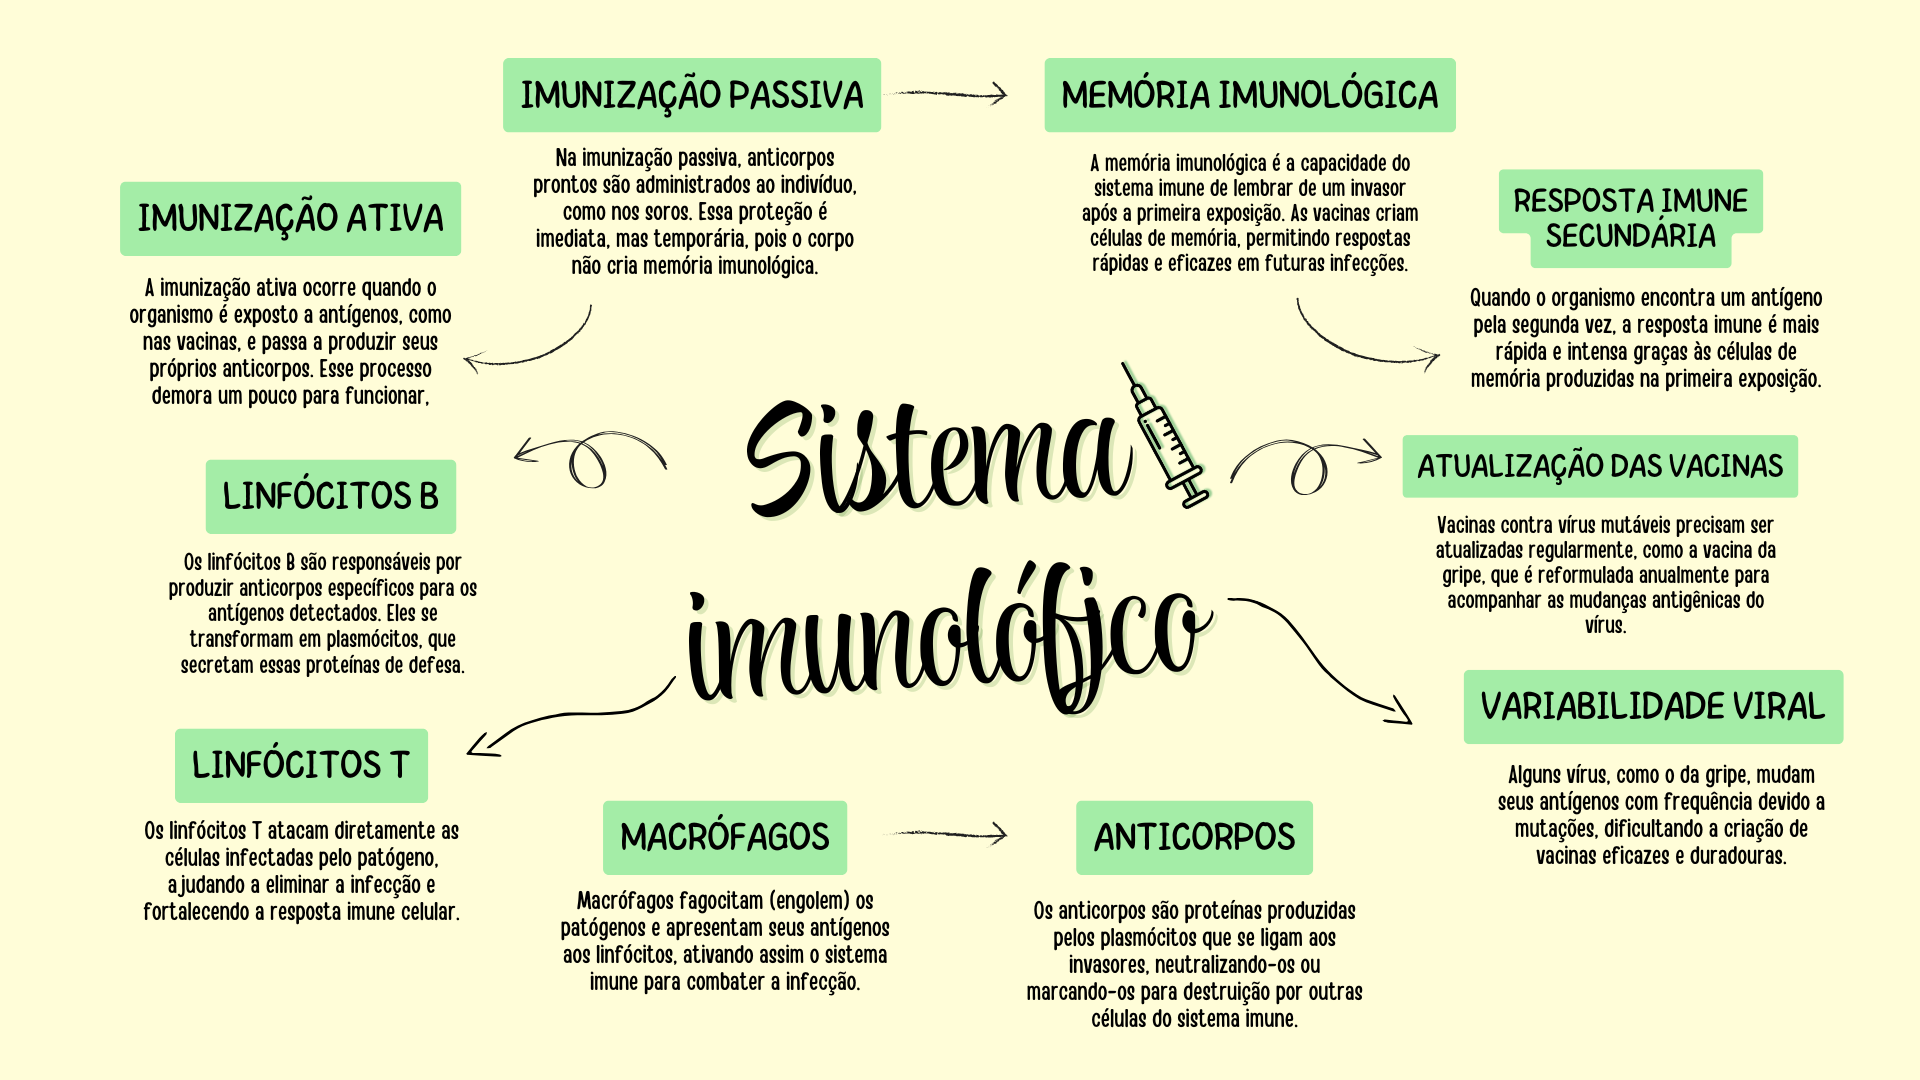 Sistema
imunolófjco
IMUNIZAÇÃO PASSIVA
Na imunização passiva, anticorpos
prontos são administrados ao indivíduo,
como nos soros. Essa proteção é
imediata, mas temporária, pois o corpo
não cria memória imunológica.
MEMÓRIA IMUNOLÓGICA
A memória imunológica é a capacidade do
sistema imune de lembrar de um invasor
após a primeira exposição. As vacinas criam
células de memória, permitindo respostas
rápidas e eficazes em futuras infecções.
IMUNIZAÇÃO ATIVA
A imunização ativa ocorre quando o
organismo é exposto a antígenos, como
nas vacinas, e passa a produzir seus
próprios anticorpos. Esse processo
demora um pouco para funcionar,
RESPOSTA IMUNE
SECUNDÁRIA
Quando o organismo encontra um antígeno
pela segunda vez, a resposta imune é mais
rápida e intensa graças às células de
memória produzidas na primeira exposição.
LINFÓCITOS B
Os linfócitos B são responsáveis por
produzir anticorpos específicos para os
antígenos detectados. Eles se
transformam em plasmócitos, que
secretam essas proteínas de defesa.
ATUALIZAÇÃO DAS VACINAS
Vacinas contra vírus mutáveis precisam ser
atualizadas regularmente, como a vacina da
gripe, que é reformulada anualmente para
acompanhar as mudanças antigênicas do
vírus.
LINFÓCITOS T
Os linfócitos T atacam diretamente as
células infectadas pelo patógeno,
ajudando a eliminar a infecção e
fortalecendo a resposta imune celular.
VARIABILIDADE VIRAL
Alguns vírus, como o da gripe, mudam
seus antígenos com frequência devido a
mutações, dificultando a criação de
vacinas eficazes e duradouras.
MACRÓFAGOS
Macrófagos fagocitam (engolem) os
patógenos e apresentam seus antígenos
aos linfócitos, ativando assim o sistema
imune para combater a infecção.
ANTICORPOS
Os anticorpos são proteínas produzidas
pelos plasmócitos que se ligam aos
invasores, neutralizando-os ou
marcando-os para destruição por outras
células do sistema imune.